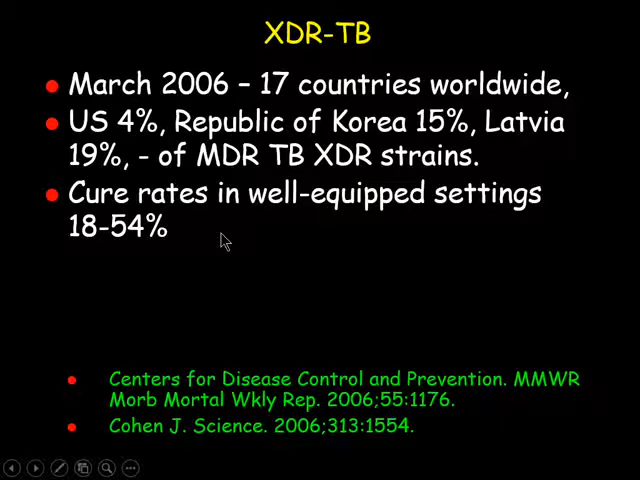 XDR-TB
March 2006 – 17 countries worldwide,
US 4%, Republic of Korea 15%, Latvia
19%, - of MDR TB XDR strains.
Cure rates in well-equipped settings
18-54%
Centers for Disease Control and Prevention. MMWR
Morb Mortal Wkly Rep. 2006;55:1176.
Cohen J. Science. 2006;313:1554.